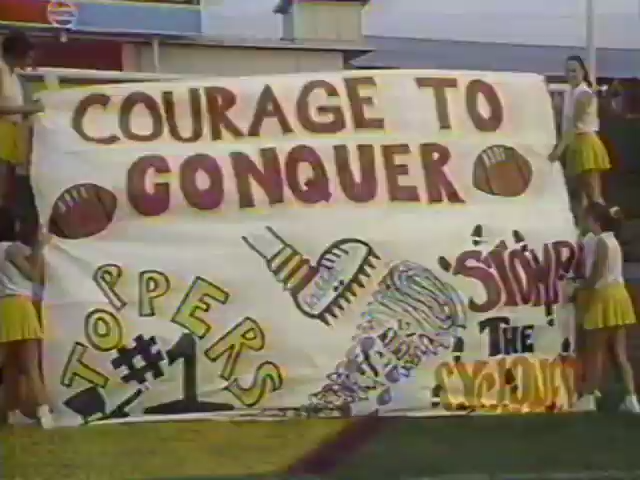 COURAGE TO
CONQUER
TOPPERS
#1
STOMP
THE
CYCLONES